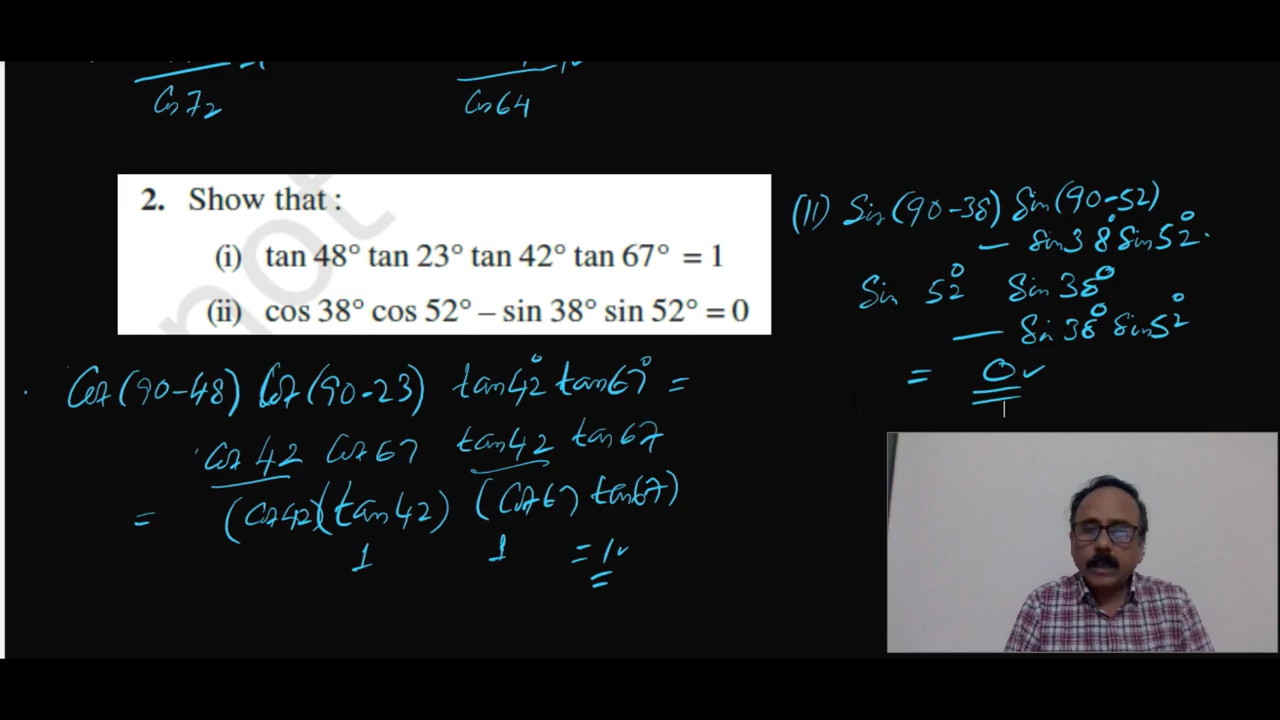 Cos 72
Cos 64
2. Show that :
(i) tan 48° tan 23° tan 42° tan 67° = 1
(ii) cos 38° cos 52° – sin 38° sin 52° = 0
Cot (90-48) Cot (90-23) tan 42° tan 67° =
Cot 42 Cot 67 tan 42 tan 67
= (Cot 42)(tan 42) (Cot 67 tan 67)
1 1 = 1
(II) Sin (90-38) Sin (90-52)
— Sin 38° Sin 52°.
Sin 52° Sin 38°
— Sin 38° Sin 52°
= 0
not